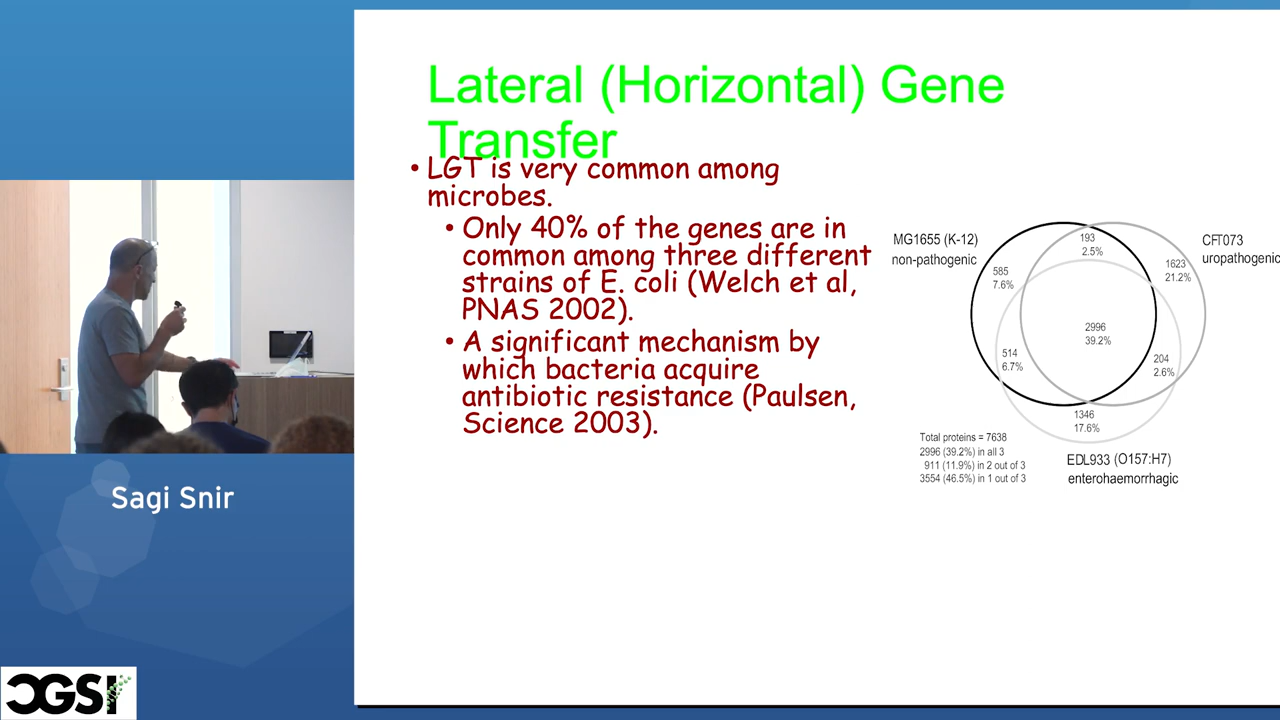 Lateral (Horizontal) Gene
Transfer
• LGT is very common among
microbes.
• Only 40% of the genes are in
common among three different
strains of E. coli (Welch et al,
PNAS 2002).
• A significant mechanism by
which bacteria acquire
antibiotic resistance (Paulsen,
Science 2003).
MG1655 (K-12)
non-pathogenic
CFT073
uropathogenic
193
2.5%
585
7.6%
1623
21.2%
2996
39.2%
514
6.7%
204
2.6%
1346
17.6%
Total proteins = 7638
2996 (39.2%) in all 3
911 (11.9%) in 2 out of 3
3554 (46.5%) in 1 out of 3
EDL933 (O157:H7)
enterohaemorrhagic
Sagi Snir
CGSI